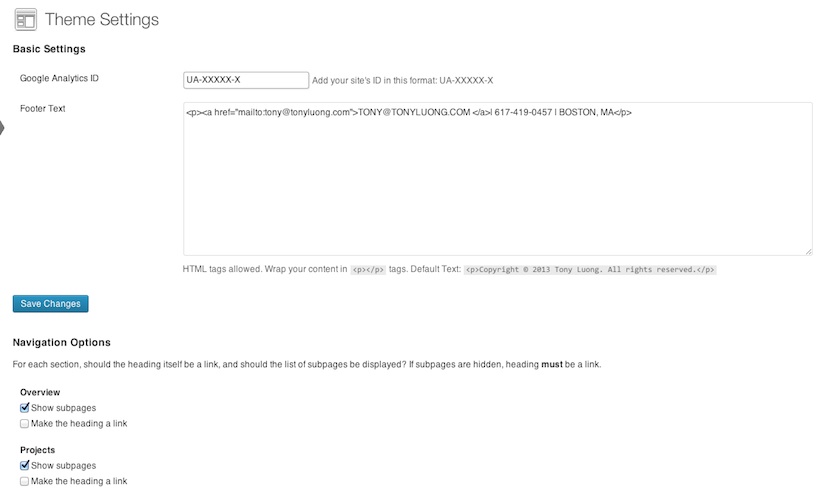 Theme Settings
Basic Settings
Google Analytics ID
UA-XXXXX-X Add your site's ID in this format: UA-XXXXX-X
Footer Text
<p><a href="mailto:tony@tonyluong.com">TONY@TONYLUONG.COM </a>| 617-419-0457 | BOSTON, MA</p>
HTML tags allowed. Wrap your content in <p></p> tags. Default Text: <p>Copyright © 2013 Tony Luong. All rights reserved.</p>
Save Changes
Navigation Options
For each section, should the heading itself be a link, and should the list of subpages be displayed? If subpages are hidden, heading must be a link.
Overview
Show subpages
Make the heading a link
Projects
Show subpages
Make the heading a link